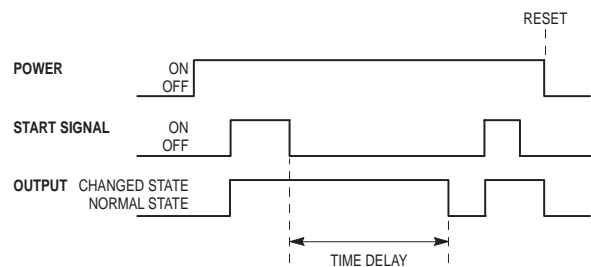 RESET
POWER ON
OFF
START SIGNAL ON
OFF
OUTPUT CHANGED STATE
NORMAL STATE
TIME DELAY